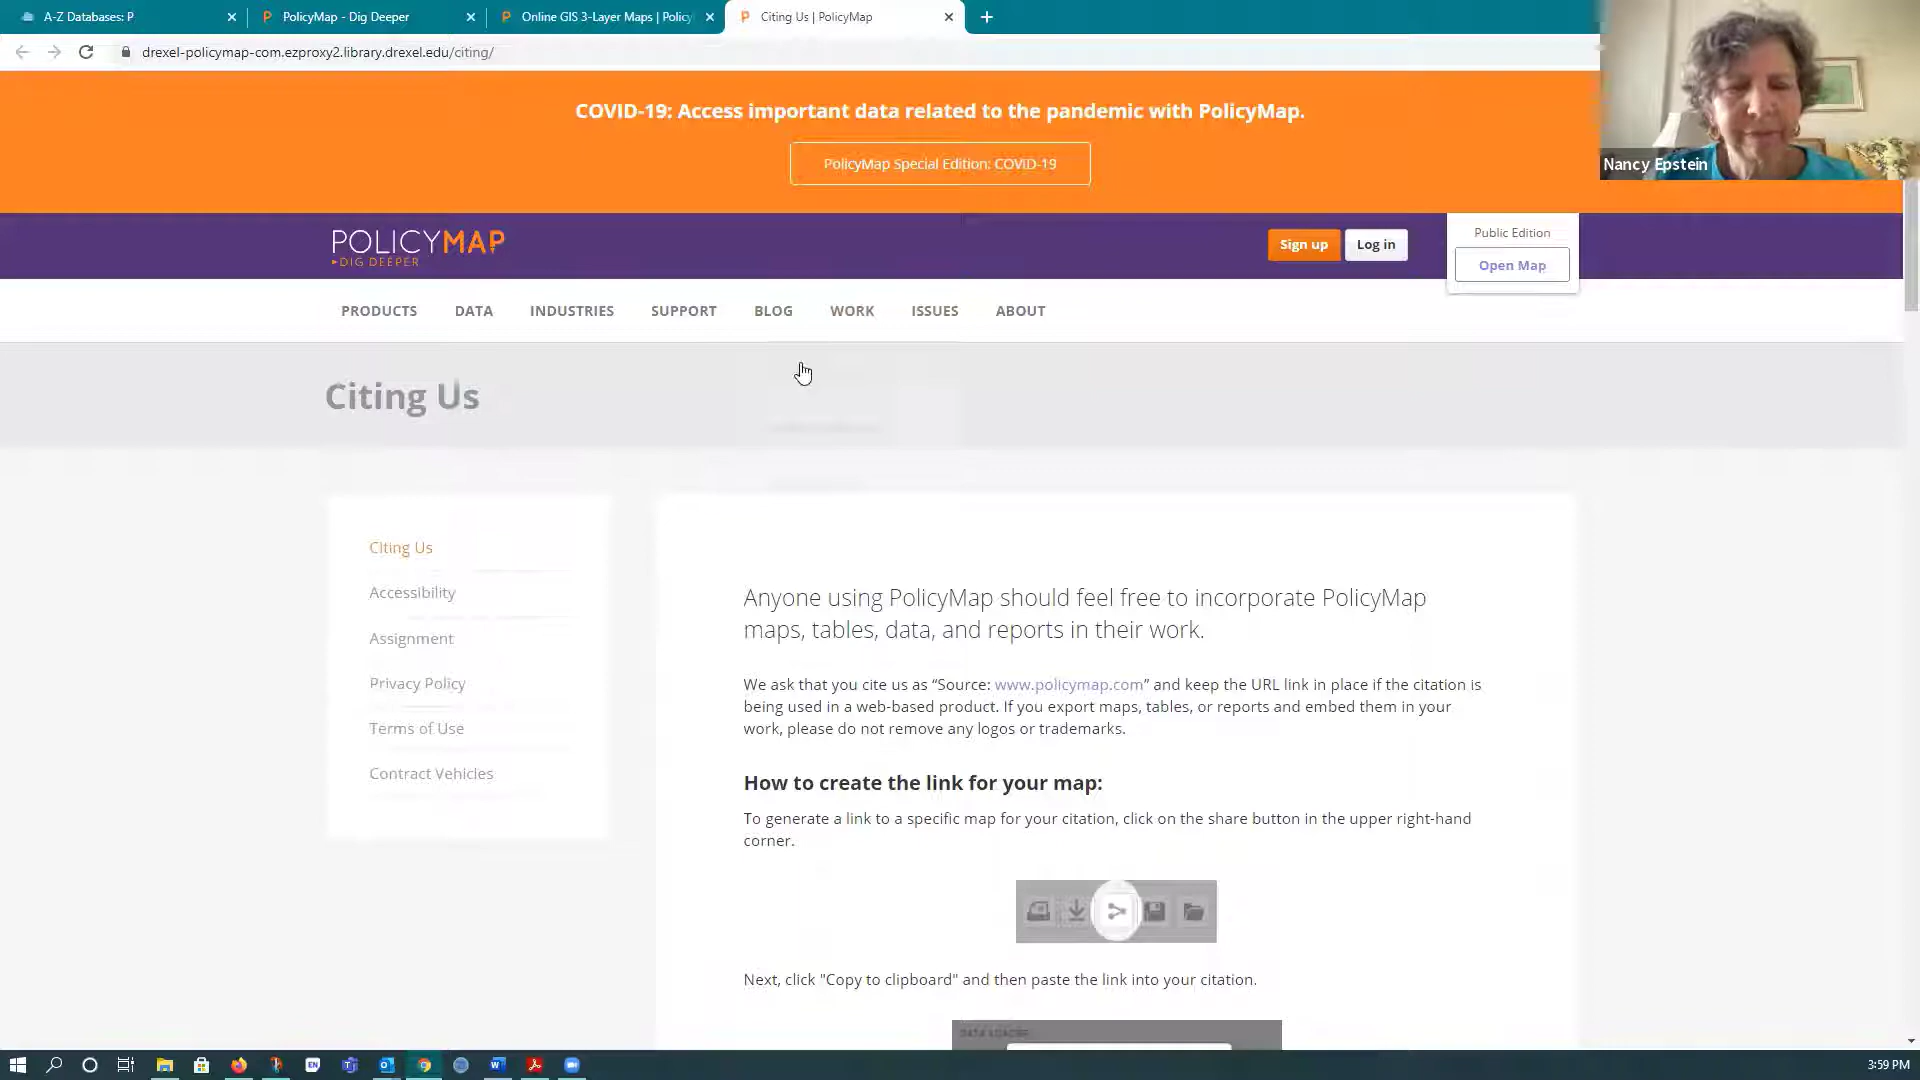 A-Z Databases: P
PolicyMap - Dig Deeper
Online GIS 3-Layer Maps | Policy
Citing Us | PolicyMap
drexel-policymap-com.ezproxy2.library.drexel.edu/citing/
COVID-19: Access important data related to the pandemic with PolicyMap.
PolicyMap Special Edition: COVID-19
Nancy Epstein
POLICYMAP
DIG DEEPER
Sign up
Log in
Public Edition
Open Map
PRODUCTS DATA INDUSTRIES SUPPORT BLOG WORK ISSUES ABOUT
Citing Us
Citing Us
Accessibility
Assignment
Privacy Policy
Terms of Use
Contract Vehicles
Anyone using PolicyMap should feel free to incorporate PolicyMap
maps, tables, data, and reports in their work.
We ask that you cite us as “Source: www.policymap.com” and keep the URL link in place if the citation is
being used in a web-based product. If you export maps, tables, or reports and embed them in your
work, please do not remove any logos or trademarks.
How to create the link for your map:
To generate a link to a specific map for your citation, click on the share button in the upper right-hand
corner.
Next, click "Copy to clipboard" and then paste the link into your citation.
DATA LOADER
EN
3:59 PM